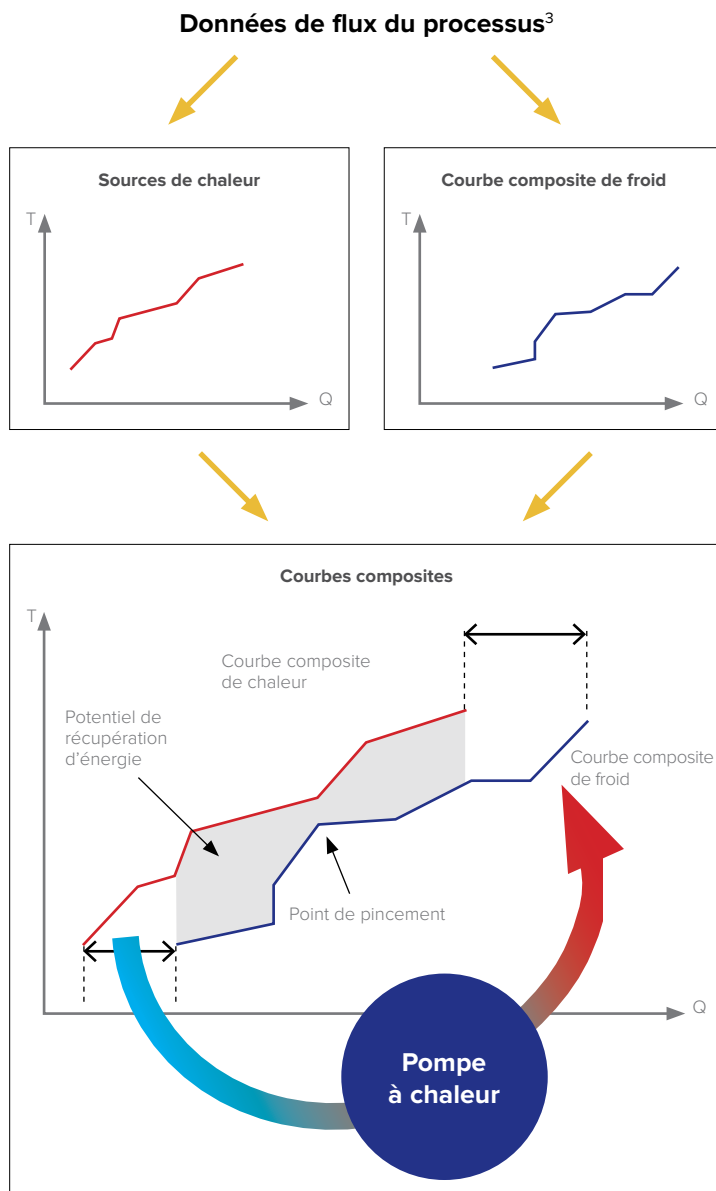 Données de flux du processus³
Sources de chaleur
T
Q
Courbe composite de froid
T
Q
Courbes composites
T
Courbe composite
de chaleur
Potentiel de
récupération
d’énergie
Courbe composite
de froid
Point de pincement
Q
Pompe
à chaleur